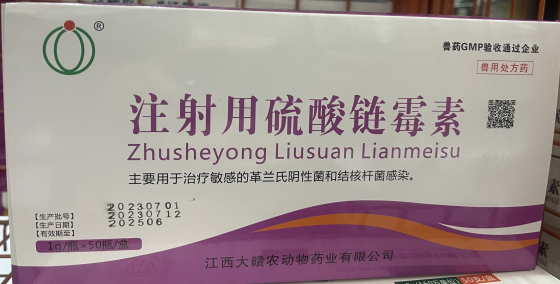 ®
兽药GMP验收通过企业
兽用处方药
注射用硫酸链霉素
Zhusheyong Liusuan Lianmeisu
主要用于治疗敏感的革兰氏阴性菌和结核杆菌感染。
【生产批号】 20230701
【生产日期】 20230712
【有效期至】 202506
1g/瓶×50瓶/盒
江西大赣农动物药业有限公司